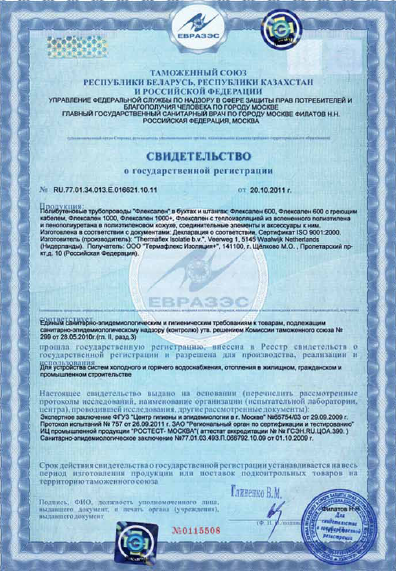 ЕВРАЗЭС
ТАМОЖЕННЫЙ СОЮЗ
РЕСПУБЛИКИ БЕЛАРУСЬ, РЕСПУБЛИКИ КАЗАХСТАН
И РОССИЙСКОЙ ФЕДЕРАЦИИ
УПРАВЛЕНИЕ ФЕДЕРАЛЬНОЙ СЛУЖБЫ ПО НАДЗОРУ В СФЕРЕ ЗАЩИТЫ ПРАВ ПОТРЕБИТЕЛЕЙ И
БЛАГОПОЛУЧИЯ ЧЕЛОВЕКА ПО ГОРОДУ МОСКВЕ
ГЛАВНЫЙ ГОСУДАРСТВЕННЫЙ САНИТАРНЫЙ ВРАЧ ПО ГОРОДУ МОСКВЕ ФИЛАТОВ Н.Н.
РОССИЙСКАЯ ФЕДЕРАЦИЯ, МОСКВА
СВИДЕТЕЛЬСТВО
о государственной регистрации
№ RU.77.01.34.013.Е.016621.10.11 от 20.10.2011 г.
Продукция:
Полибутеновые трубопроводы "Флексален" в бухтах и штангах; Флексален 600, Флексален 600 с греющим
кабелем, Флексален 1000, Флексален 1000+, Флексален с теплоизоляцией из вспененного полиэтилена
и пенополиуретана в полиэтиленовом кожухе, соединительные элементы и аксессуары к ним.
Изготовлена в соответствии с документами: Декларация о соответствии, Сертификат ISO 9001:2000.
Изготовитель (производитель): "Thermaflex Isolatie b.v.", Veerweg 1, 5145 Waalwijk Netherlands
(Нидерланды). Получатель: ООО "Термафлекс Изоляция+", 141100, г. Щёлково М.О. , Пролетарский пр-
кт,д. 10 (Российская Федерация).
ЕВРАЗЭС
Единым санитарно-эпидемиологическим и гигиеническим требованиям к товарам, подлежащим
санитарно-эпидемиологическому надзору (контролю) утв. решением Комиссии таможенного союза №
299 от 28.05.2010г.(гл. II, разд.3)
прошла государственную регистрацию, внесена в Реестр свидетельств о
государственной регистрации и разрешена для производства, реализации и
использования
Для устройства систем холодного и горячего водоснабжения, отопления в жилищном, гражданском и
промышленном строительстве
Настоящее свидетельство выдано на основании (перечислить рассмотренные
протоколы исследований, наименование организации (испытательной лаборатории,
центра), проводившей исследования, другие рассмотренные документы):
Экспертное заключение ФГУЗ "Центр гигиены и эпидемиологии в г. Москве" №65754/03 от 29.09.2009 г.
Протокол испытаний № 757 от 26.09.2011 г. ЗАО "Региональный орган по сертификации и тестированию"
ИЦ промышленной продукции "РОСТЕСТ- МОСКВА"( аттестат аккредитации № ГСЭН.RU.ЦОА.390. )
Санитарно-эпидемиологическое заключение №77.01.03.493.П.068792.10.09 от 01.10.2009 г.
Срок действия свидетельства о государственной регистрации устанавливается на весь
период изготовления продукции или поставок подконтрольных товаров на
территорию таможенного союза
Подпись, ФИО, должность уполномоченного лица,
выдавшего документ, и печать органа (учреждения),
выдавшего документ
Глиненко В.М.
Филатов Н.Н.
Для
свидетельств
о государственной
регистрации
№0115508